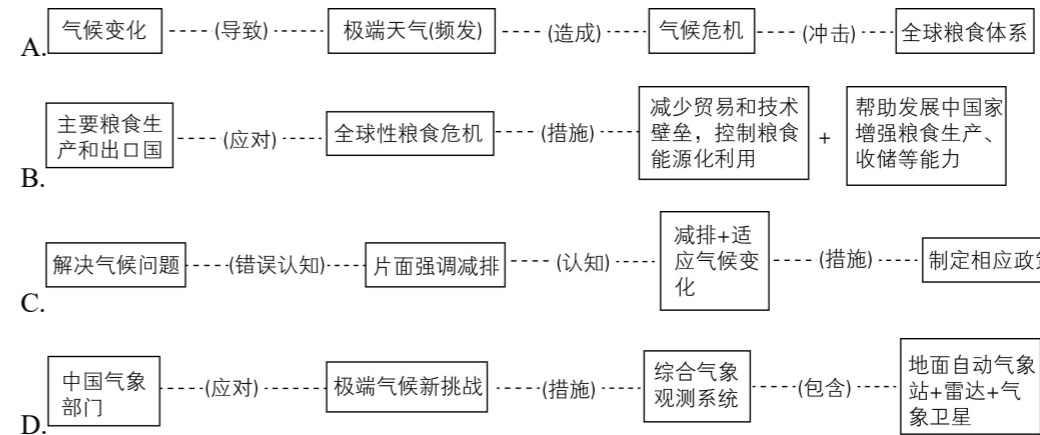 A. 气候变化 (导致) 极端天气(频发) (造成) 气候危机 (冲击) 全球粮食体系
B. 主要粮食生
产和出口国 (应对) 全球性粮食危机 (措施) 减少贸易和技术
壁垒，控制粮食
能源化利用 + 帮助发展中国家
增强粮食生产、
收储等能力
C. 解决气候问题 (错误认知) 片面强调减排 (认知) 减排+适
应气候变
化 (措施) 制定相应政
D. 中国气象
部门 (应对) 极端气候新挑战 (措施) 综合气象
观测系统 (包含) 地面自动气象
站+雷达+气
象卫星